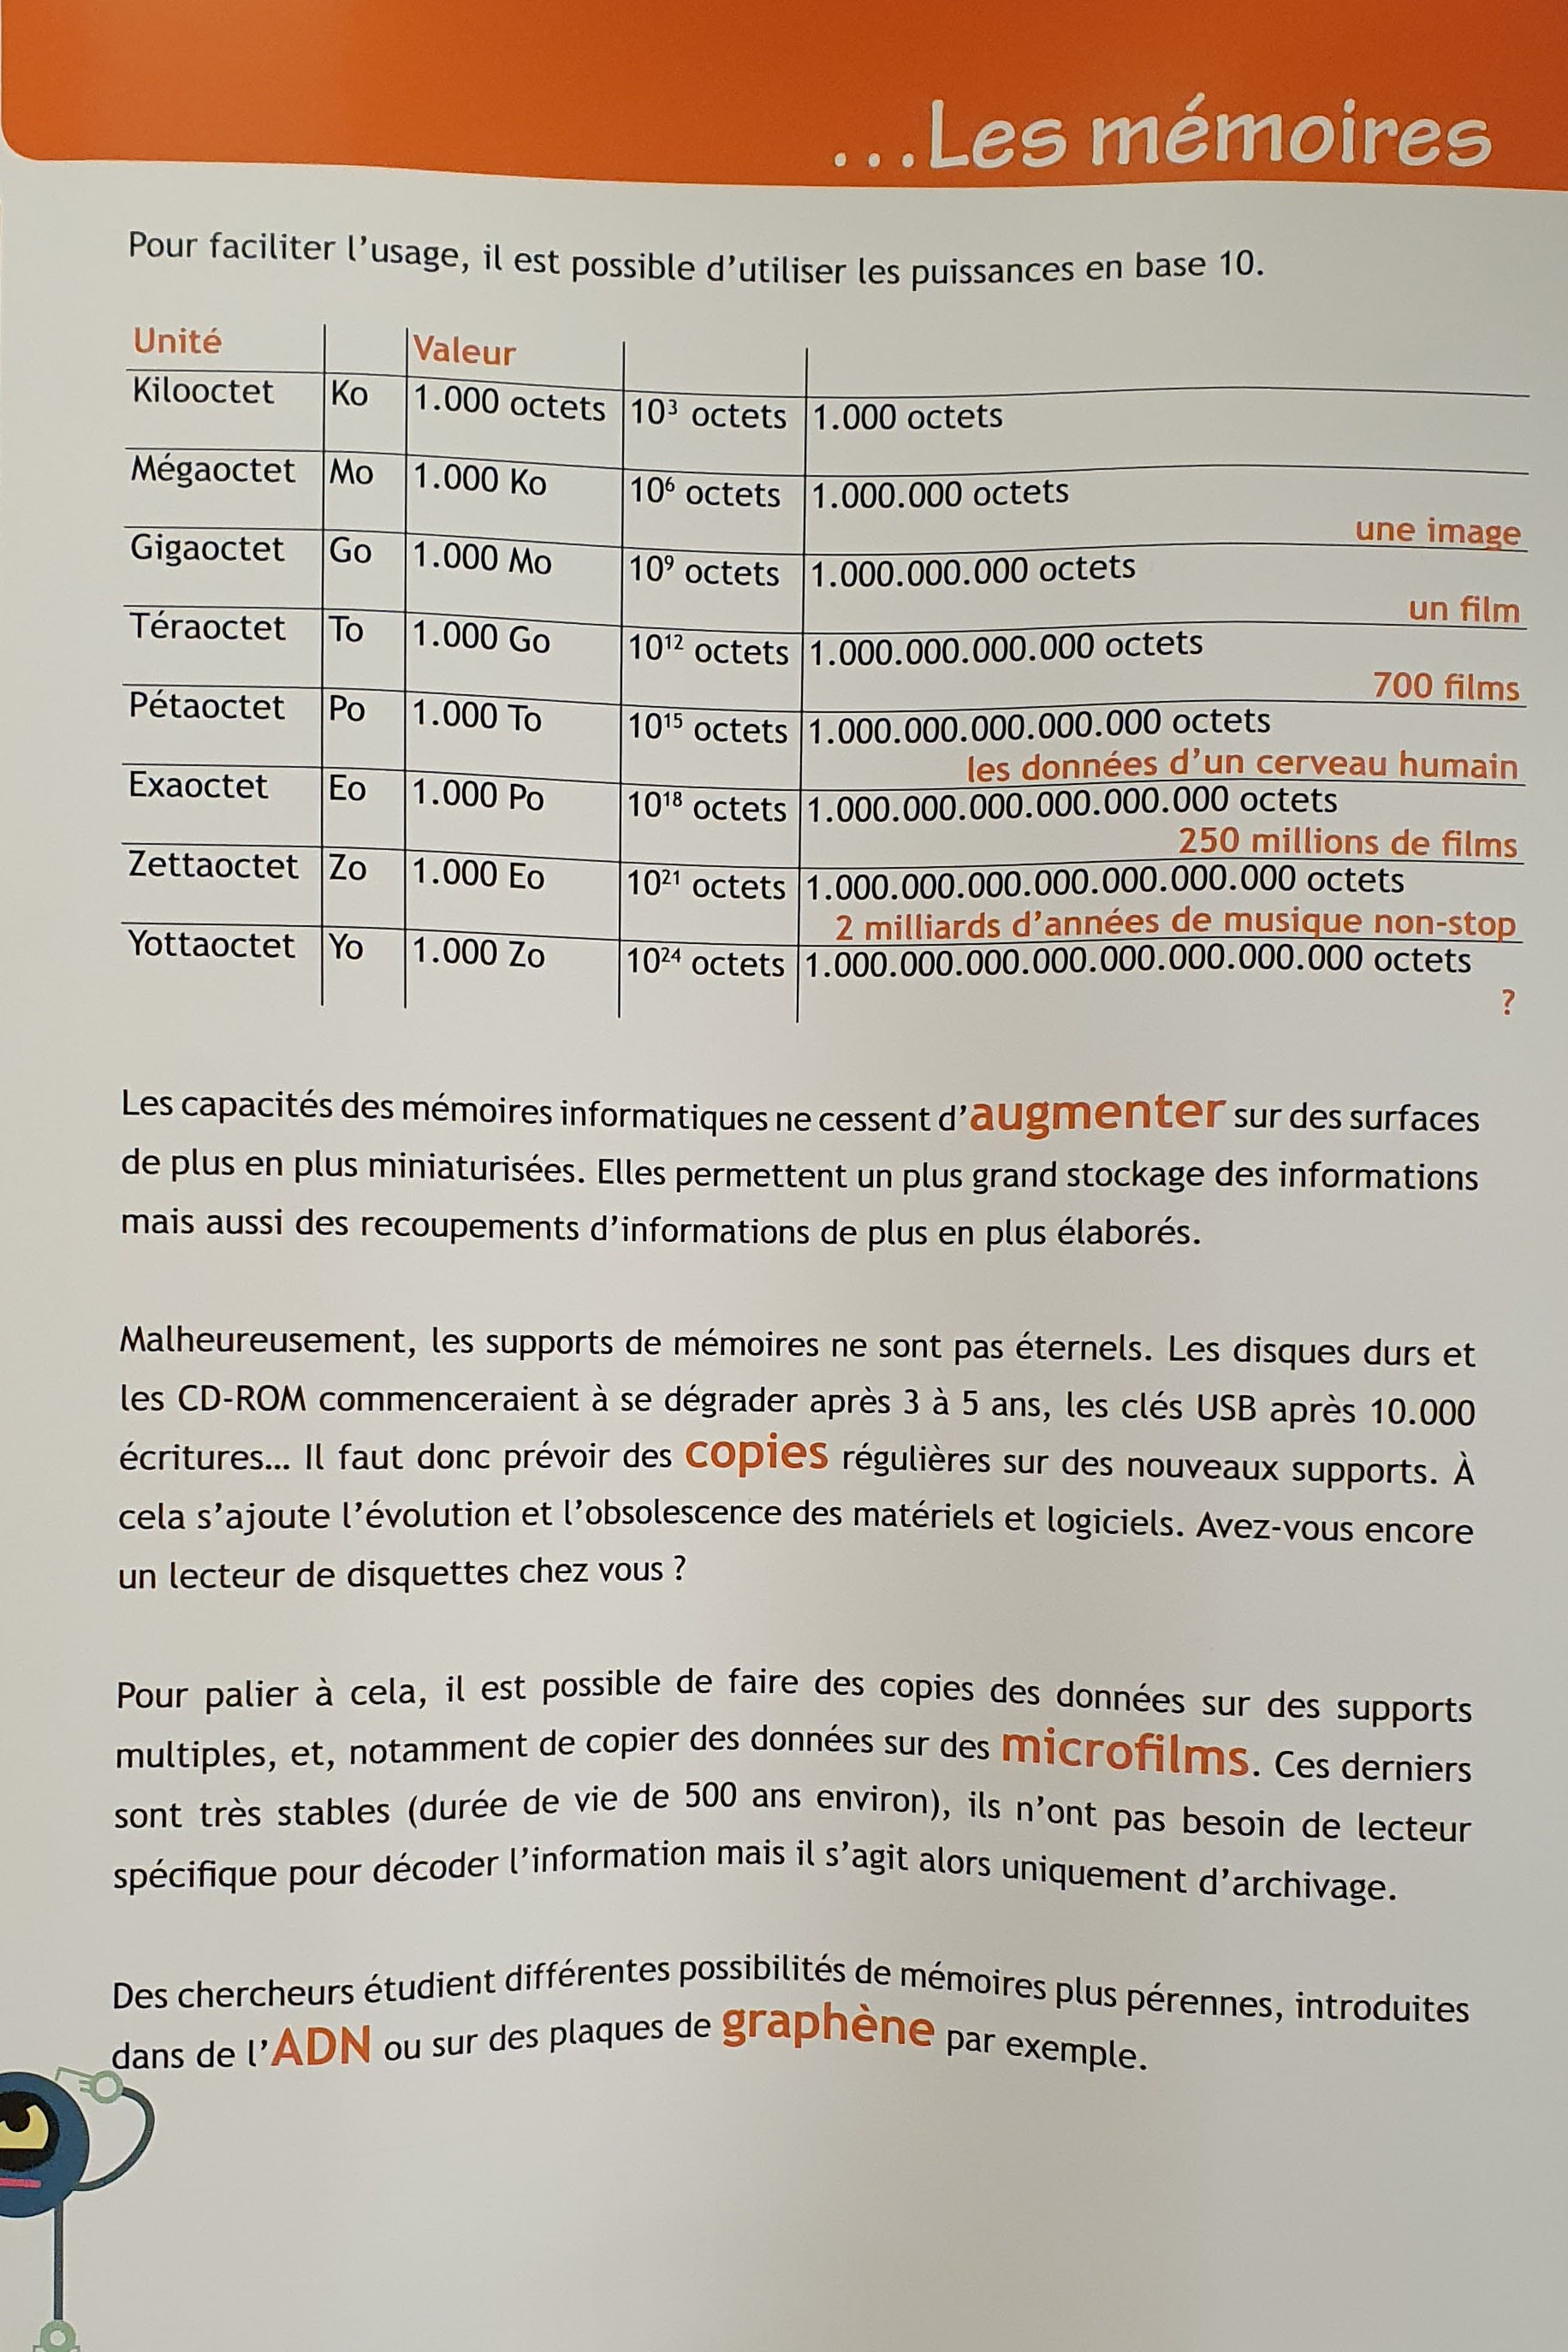 ...Les mémoires
Pour faciliter l'usage, il est possible d'utiliser les puissances en base 10.
Unité Valeur
Kilooctet Ko 1.000 octets 10³ octets 1.000 octets
Mégaoctet Mo 1.000 Ko 10⁶ octets 1.000.000 octets
une image
Gigaoctet Go 1.000 Mo 10⁹ octets 1.000.000.000 octets
un film
Téraoctet To 1.000 Go 10¹² octets 1.000.000.000.000 octets
700 films
Pétaoctet Po 1.000 To 10¹⁵ octets 1.000.000.000.000.000 octets
les données d'un cerveau humain
Exaoctet Eo 1.000 Po 10¹⁸ octets 1.000.000.000.000.000.000 octets
250 millions de films
Zettaoctet Zo 1.000 Eo 10²¹ octets 1.000.000.000.000.000.000.000 octets
2 milliards d'années de musique non-stop
Yottaoctet Yo 1.000 Zo 10²⁴ octets 1.000.000.000.000.000.000.000.000 octets
?
Les capacités des mémoires informatiques ne cessent d'augmenter sur des surfaces
de plus en plus miniaturisées. Elles permettent un plus grand stockage des informations
mais aussi des recoupements d'informations de plus en plus élaborés.
Malheureusement, les supports de mémoires ne sont pas éternels. Les disques durs et
les CD-ROM commenceraient à se dégrader après 3 à 5 ans, les clés USB après 10.000
écritures... Il faut donc prévoir des copies régulières sur des nouveaux supports. À
cela s'ajoute l'évolution et l'obsolescence des matériels et logiciels. Avez-vous encore
un lecteur de disquettes chez vous ?
Pour palier à cela, il est possible de faire des copies des données sur des supports
multiples, et, notamment de copier des données sur des microfilms. Ces derniers
sont très stables (durée de vie de 500 ans environ), ils n'ont pas besoin de lecteur
spécifique pour décoder l'information mais il s'agit alors uniquement d'archivage.
Des chercheurs étudient différentes possibilités de mémoires plus pérennes, introduites
dans de l'ADN ou sur des plaques de graphène par exemple.